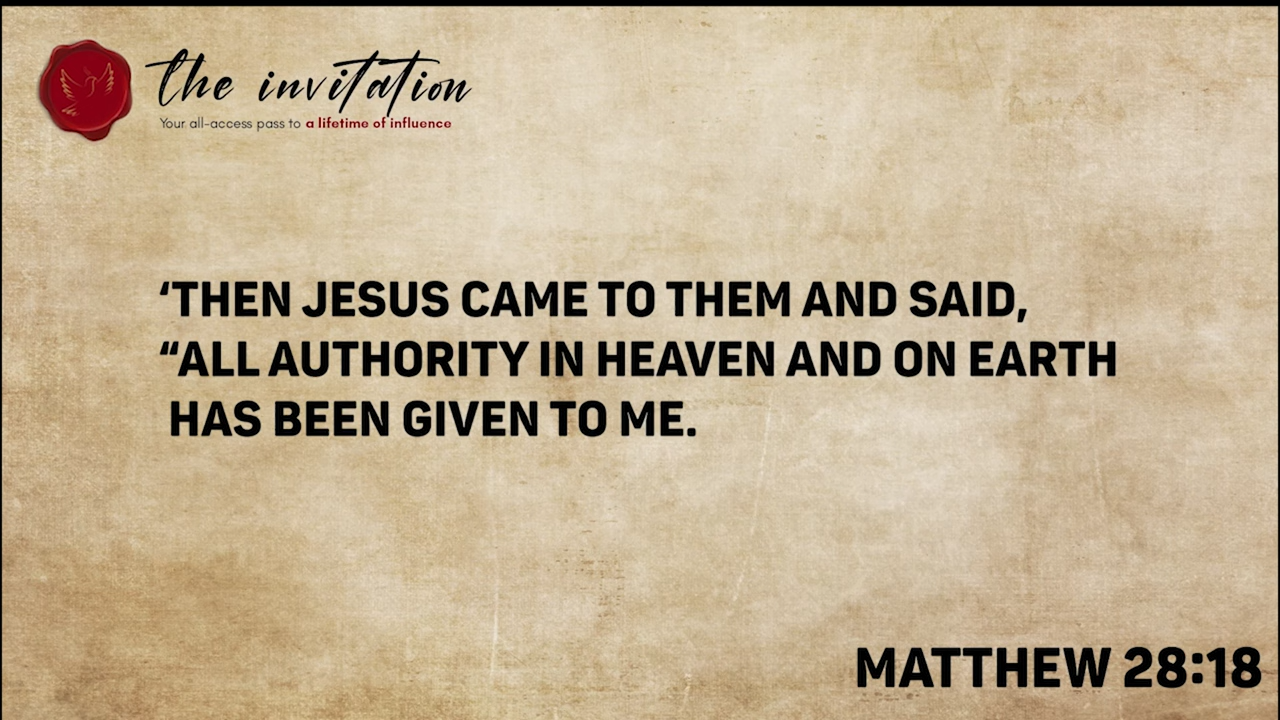 the invitation
Your all-access pass to a lifetime of influence
‘THEN JESUS CAME TO THEM AND SAID,
“ALL AUTHORITY IN HEAVEN AND ON EARTH
HAS BEEN GIVEN TO ME.
MATTHEW 28:18